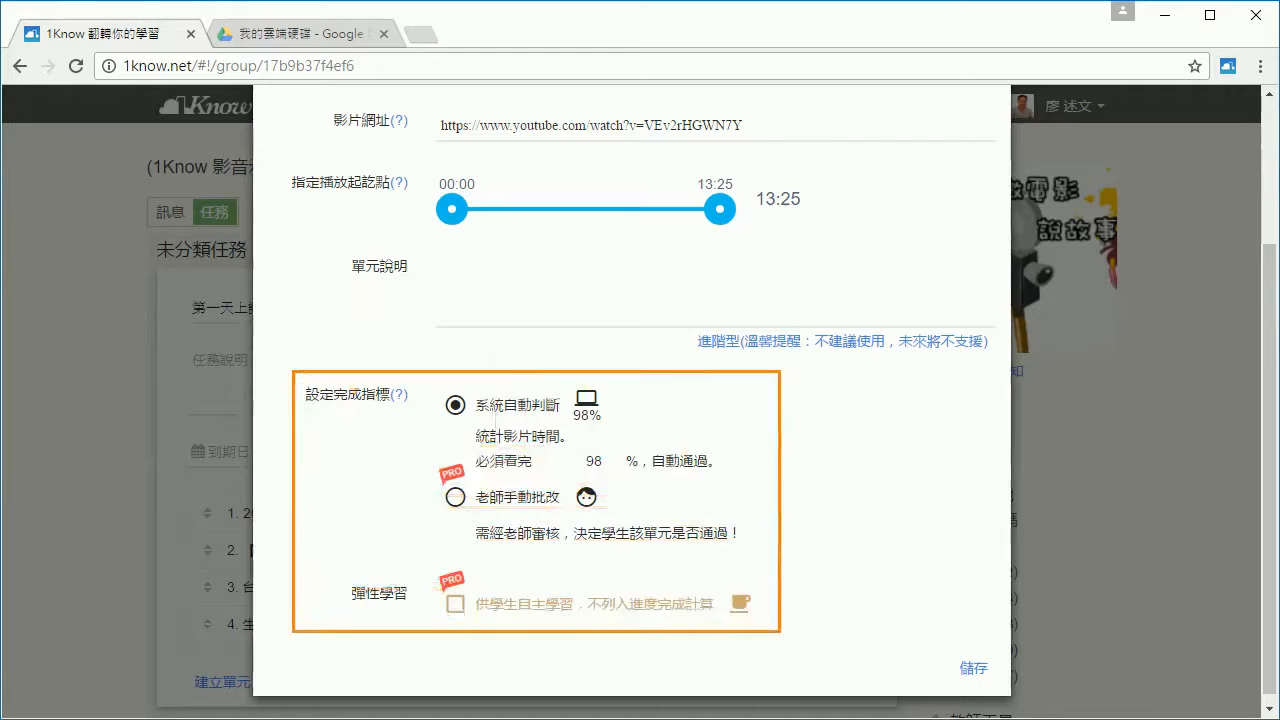 1Know 翻轉你的學習
我的雲端硬碟 - Google
1know.net/#!/group/17b9b37f4ef6
1Know
廖 述文
(1Know 影音
訊息
任務
未分類任務
第一天上
任務說明
到期日
1. 2
2.
3. 台
4. 生
建立單元
影片網址(?)
https://www.youtube.com/watch?v=VEv2rHGWN7Y
指定播放起訖點(?)
00:00
13:25
13:25
單元說明
進階型(溫馨提醒：不建議使用，未來將不支援)
設定完成指標(?)
系統自動判斷
98%
統計影片時間。
必須看完 98 %，自動通過。
PRO
老師手動批改
需經老師審核，決定學生該單元是否通過！
彈性學習
PRO
供學生自主學習，不列入進度完成計算
儲存
電影
說故事
知